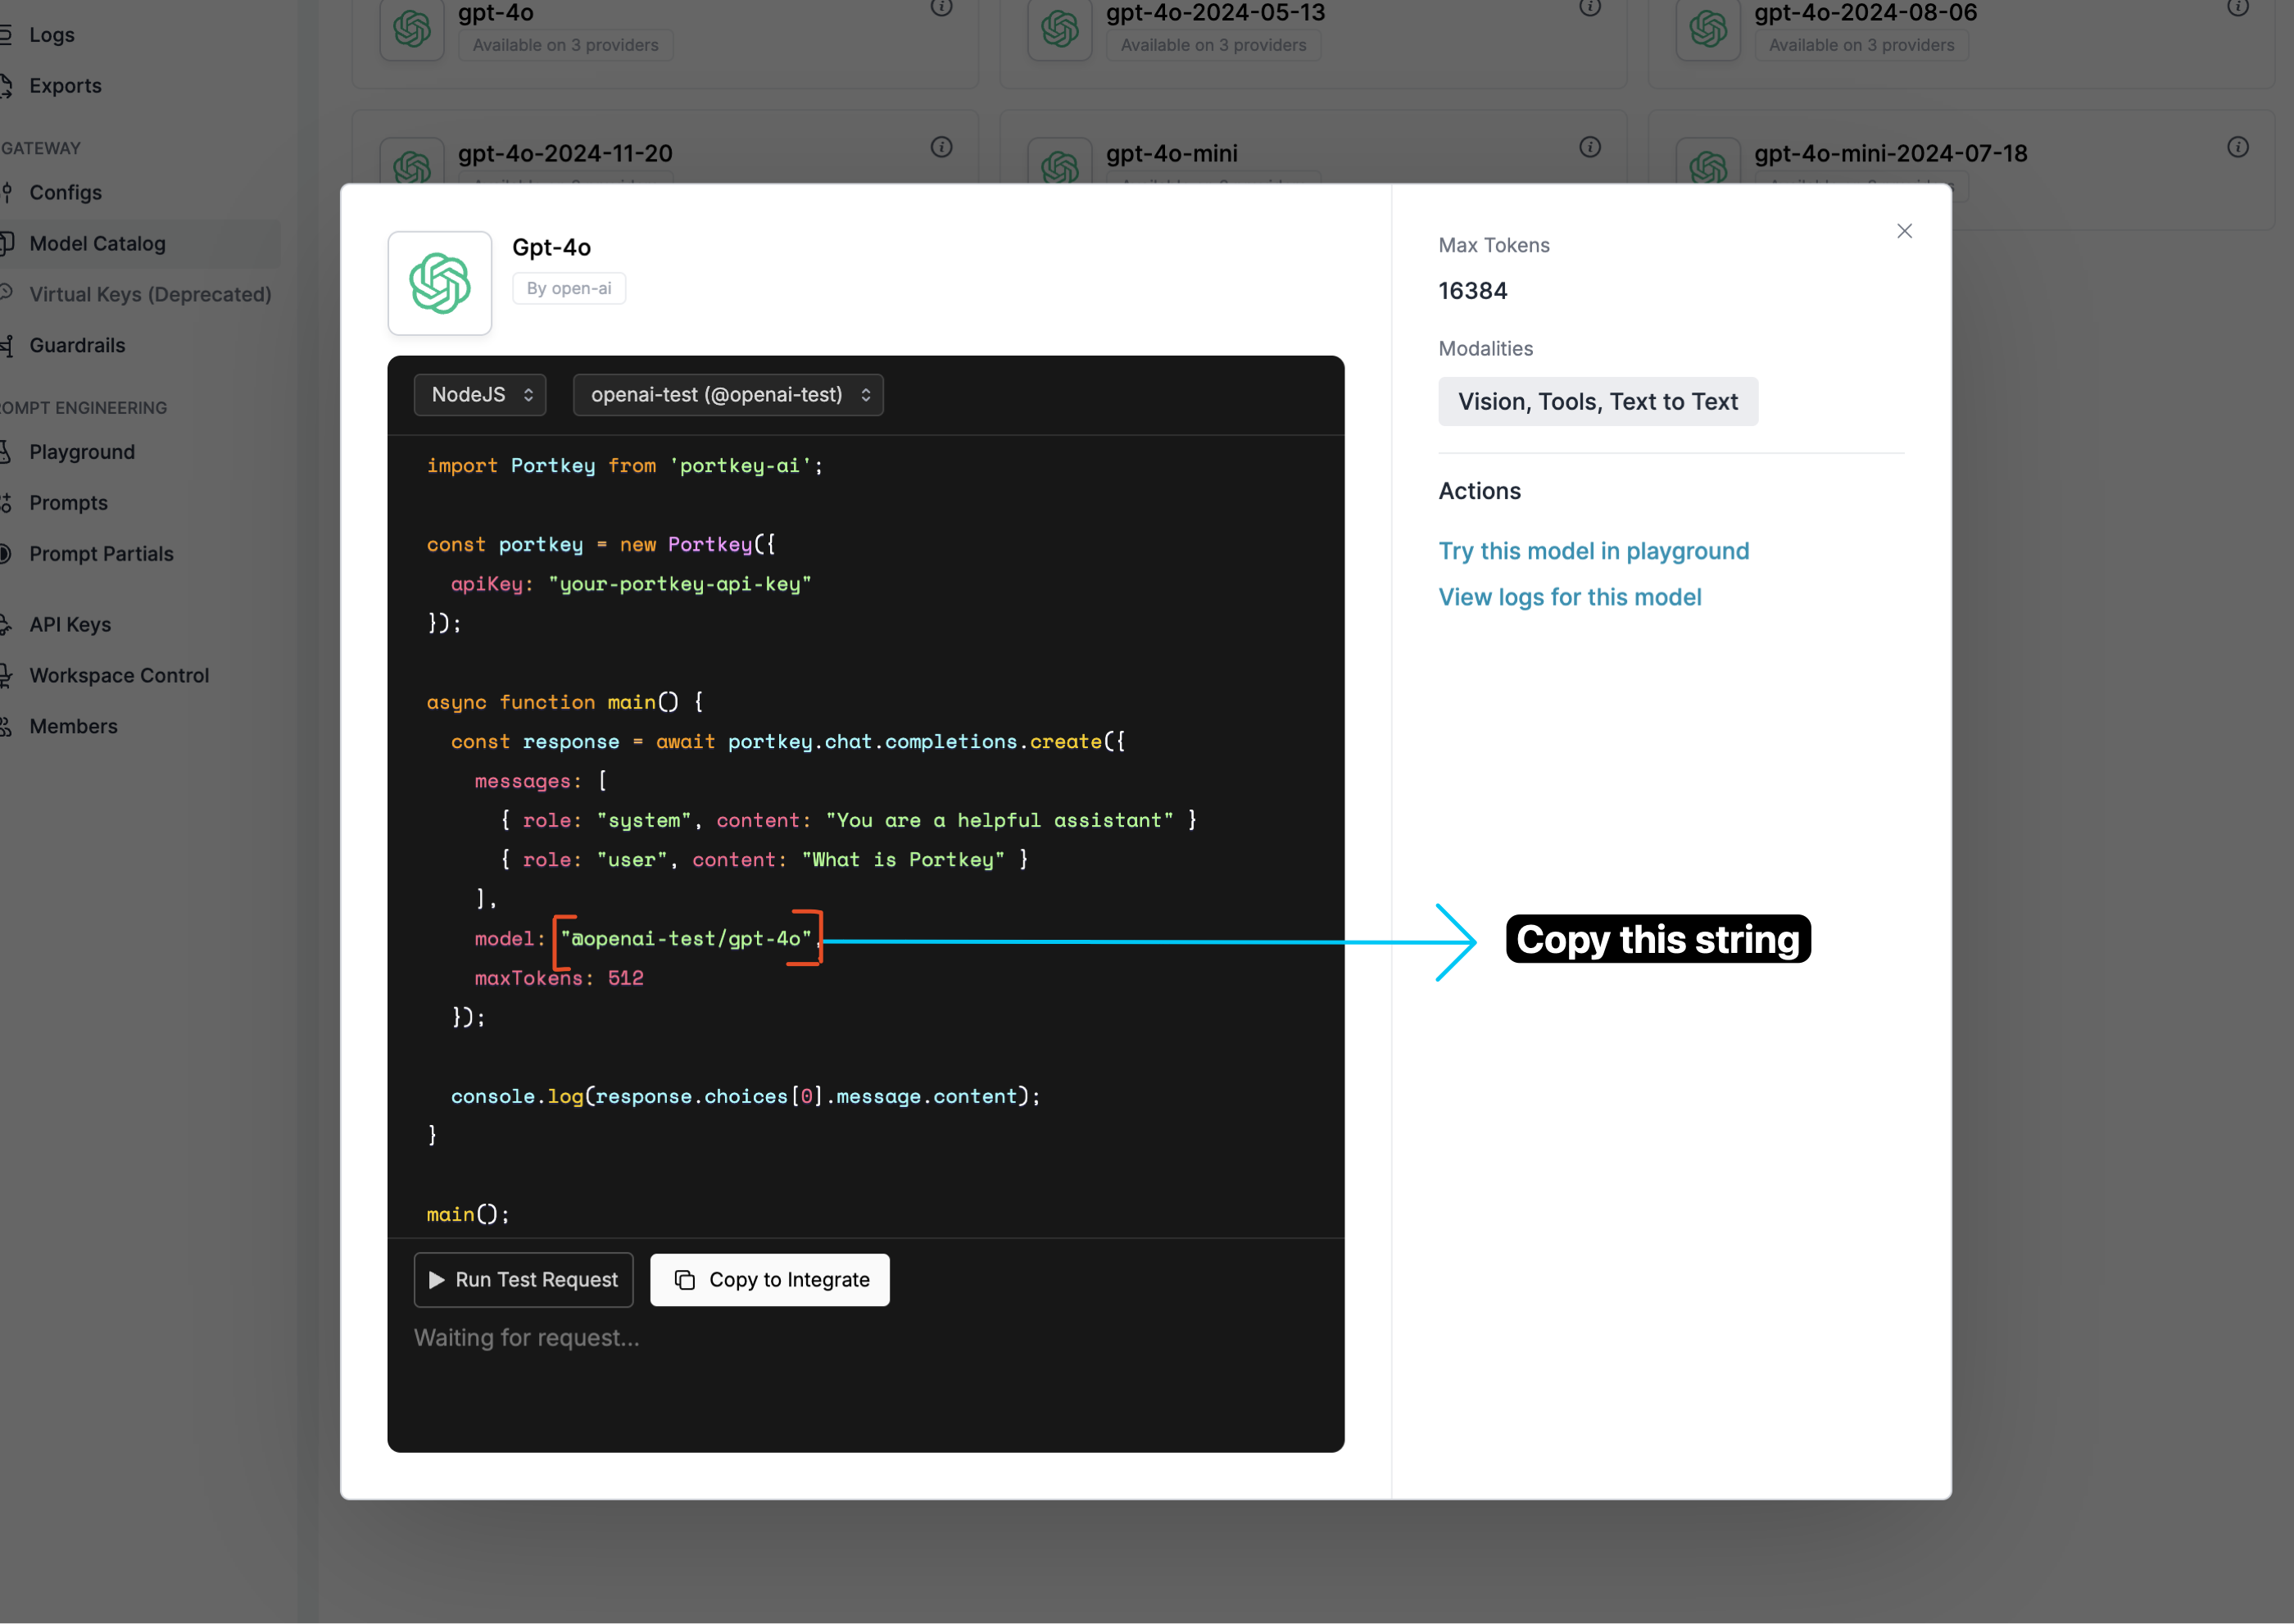 Logs
Exports
GATEWAY
Configs
Model Catalog
Virtual Keys (Deprecated)
Guardrails
OMPT ENGINEERING
Playground
Prompts
Prompt Partials
API Keys
Workspace Control
Members
gpt-4o
Available on 3 providers
gpt-4o-2024-05-13
Available on 3 providers
gpt-4o-2024-08-06
Available on 3 providers
gpt-4o-2024-11-20
gpt-4o-mini
gpt-4o-mini-2024-07-18
Gpt-4o
By open-ai
NodeJS
openai-test (@openai-test)
import Portkey from 'portkey-ai';
const portkey = new Portkey({
apiKey: "your-portkey-api-key"
});
async function main() {
const response = await portkey.chat.completions.create({
messages: [
{ role: "system", content: "You are a helpful assistant" }
{ role: "user", content: "What is Portkey" }
],
model: "@openai-test/gpt-4o",
maxTokens: 512
});
console.log(response.choices[0].message.content);
}
main();
Run Test Request
Copy to Integrate
Waiting for request...
Max Tokens
16384
Modalities
Vision, Tools, Text to Text
Actions
Try this model in playground
View logs for this model
Copy this string